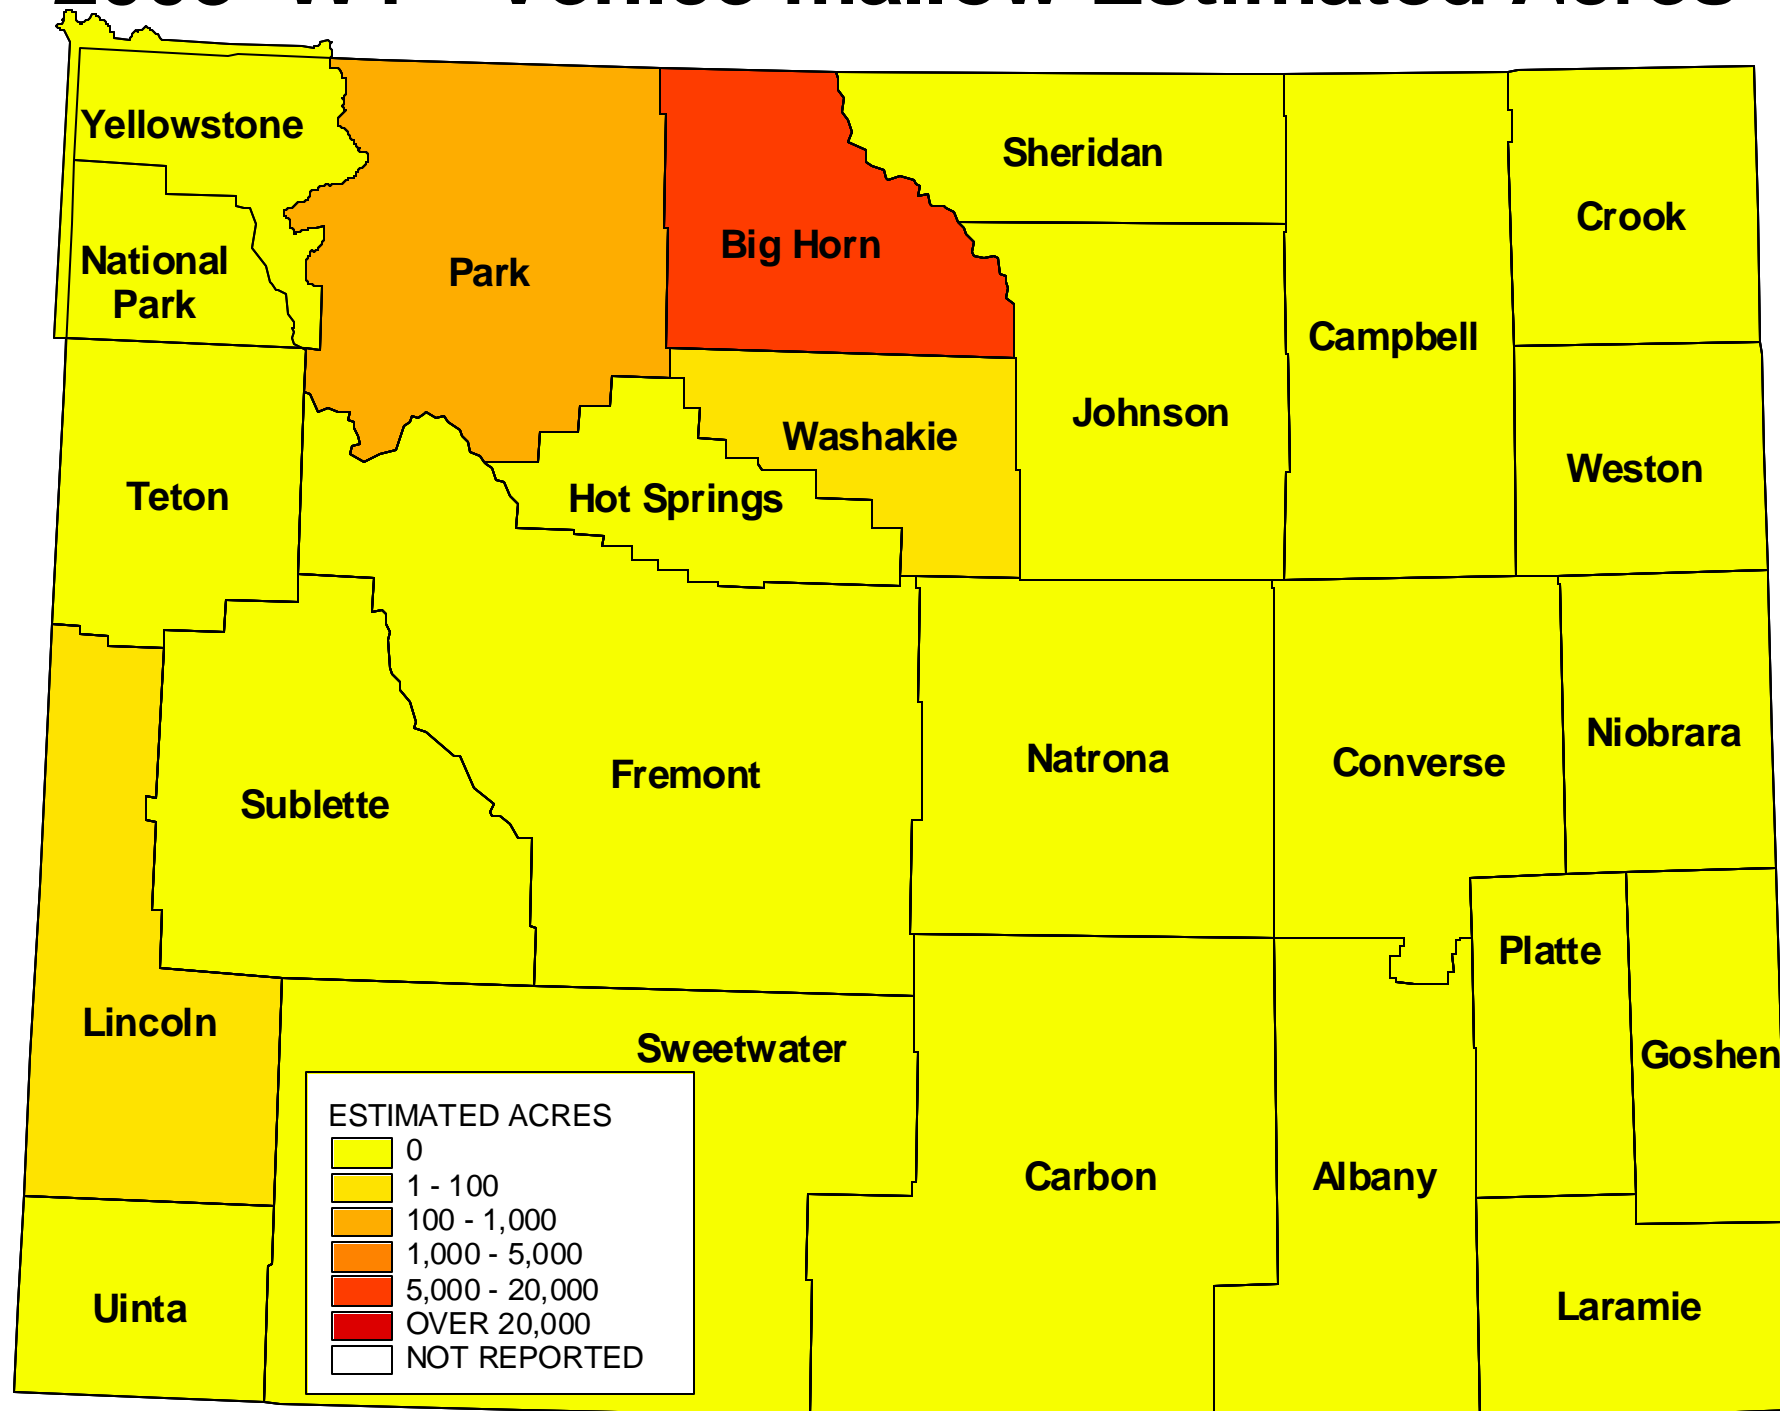 Yellowstone
National
Park
Park
Big Horn
Sheridan
Crook
Campbell
Johnson
Washakie
Hot Springs
Weston
Teton
Fremont
Sublette
Natrona
Converse
Niobrara
Platte
Lincoln
Sweetwater
Goshen
Carbon
Albany
Uinta
Laramie
ESTIMATED ACRES
0
1 - 100
100 - 1,000
1,000 - 5,000
5,000 - 20,000
OVER 20,000
NOT REPORTED